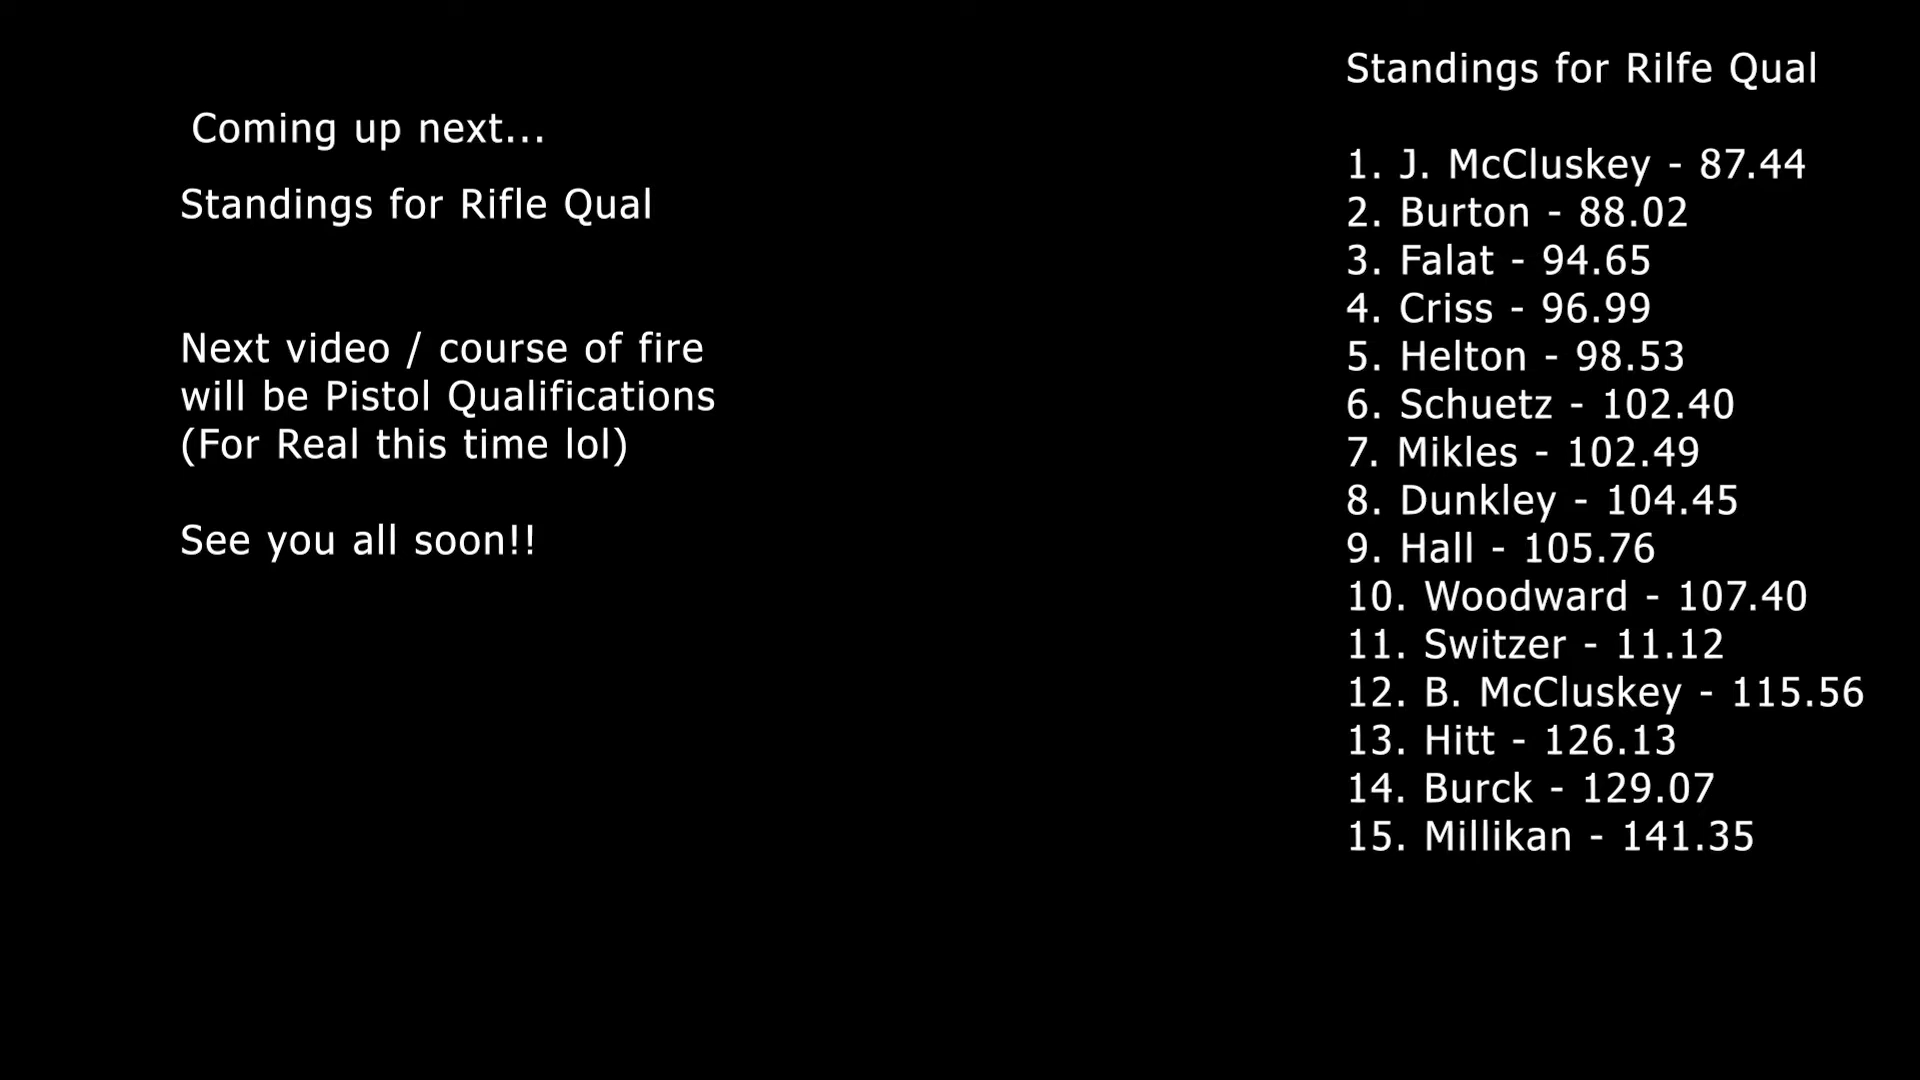 Coming up next...
Standings for Rifle Qual
Next video / course of fire
will be Pistol Qualifications
(For Real this time lol)
See you all soon!!
Standings for Rilfe Qual
1. J. McCluskey - 87.44
2. Burton - 88.02
3. Falat - 94.65
4. Criss - 96.99
5. Helton - 98.53
6. Schuetz - 102.40
7. Mikles - 102.49
8. Dunkley - 104.45
9. Hall - 105.76
10. Woodward - 107.40
11. Switzer - 11.12
12. B. McCluskey - 115.56
13. Hitt - 126.13
14. Burck - 129.07
15. Millikan - 141.35